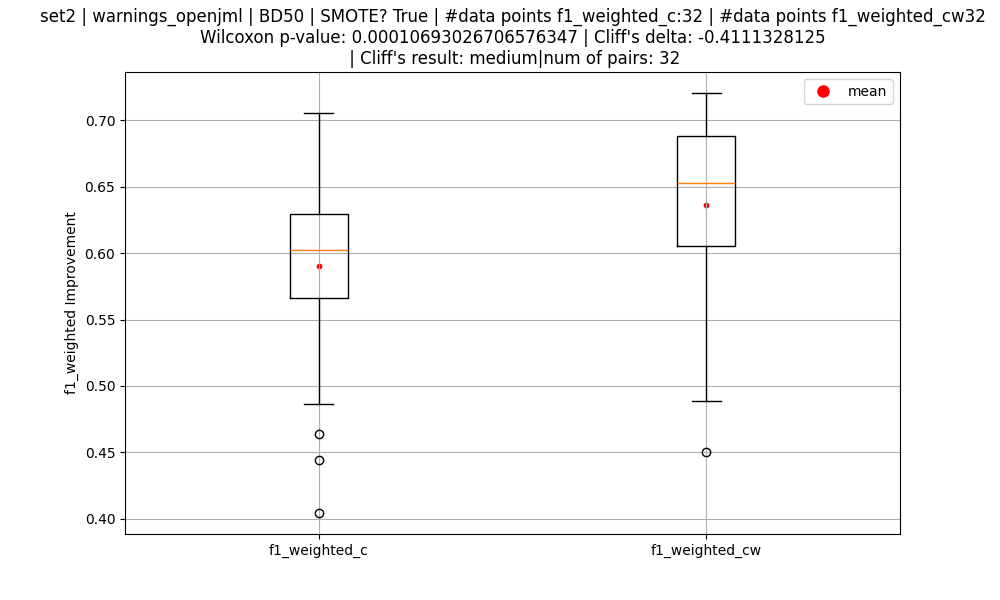 set2 | warnings_openjml | BD50 | SMOTE? True | #data points f1_weighted_c:32 | #data points f1_weighted_cw32
Wilcoxon p-value: 0.00010693026706576347 | Cliff's delta: -0.4111328125
| Cliff's result: medium|num of pairs: 32
mean
0.70
0.65
0.60
0.55
0.50
0.45
0.40
f1_weighted Improvement
f1_weighted_c
f1_weighted_cw